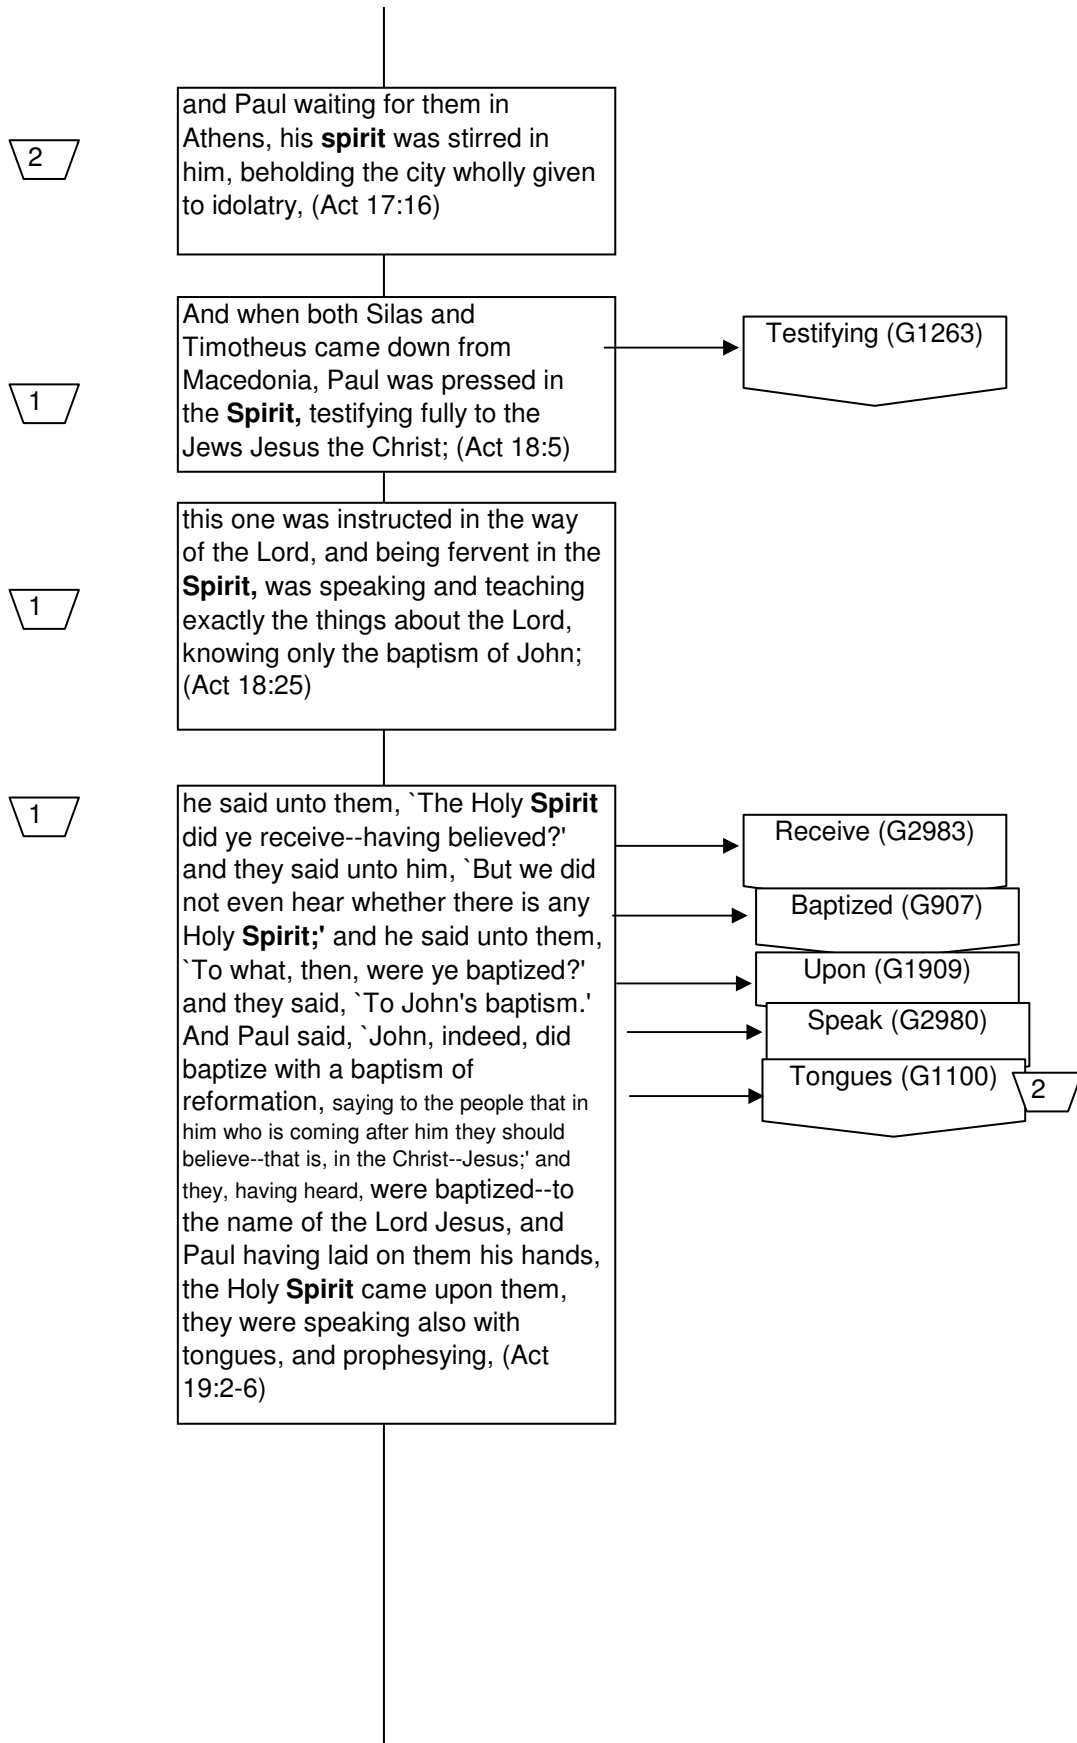 2
and Paul waiting for them in
Athens, his spirit was stirred in
him, beholding the city wholly given
to idolatry, (Act 17:16)
1
And when both Silas and
Timotheus came down from
Macedonia, Paul was pressed in
the Spirit, testifying fully to the
Jews Jesus the Christ; (Act 18:5)
Testifying (G1263)
1
this one was instructed in the way
of the Lord, and being fervent in the
Spirit, was speaking and teaching
exactly the things about the Lord,
knowing only the baptism of John;
(Act 18:25)
1
he said unto them, `The Holy Spirit
did ye receive--having believed?'
and they said unto him, `But we did
not even hear whether there is any
Holy Spirit;' and he said unto them,
`To what, then, were ye baptized?'
and they said, `To John's baptism.'
And Paul said, `John, indeed, did
baptize with a baptism of
reformation, saying to the people that in
him who is coming after him they should
believe--that is, in the Christ--Jesus;' and
they, having heard, were baptized--to
the name of the Lord Jesus, and
Paul having laid on them his hands,
the Holy Spirit came upon them,
they were speaking also with
tongues, and prophesying, (Act
19:2-6)
Receive (G2983)
Baptized (G907)
Upon (G1909)
Speak (G2980)
Tongues (G1100)
2